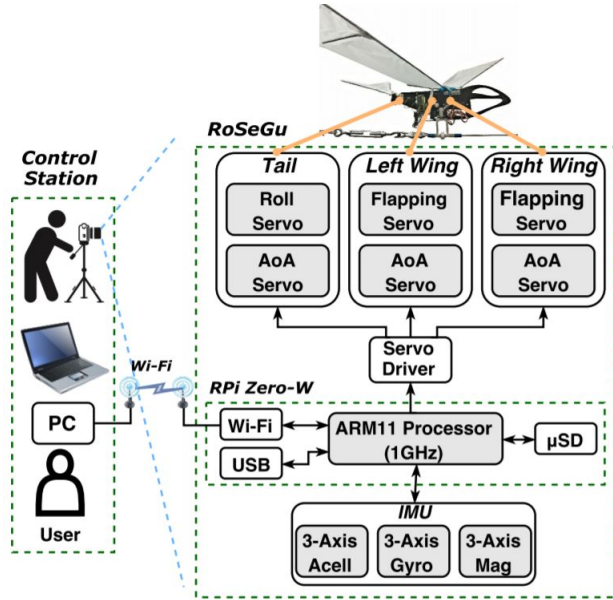 RoSeGu
Control
Station
Tail
Left Wing
Right Wing
Roll
Servo
Flapping
Servo
Flapping
Servo
AoA
Servo
AoA
Servo
AoA
Servo
Servo
Driver
Wi-Fi
RPi Zero-W
PC
Wi-Fi
ARM11 Processor
(1GHz)
µSD
USB
User
IMU
3-Axis
Acell
3-Axis
Gyro
3-Axis
Mag